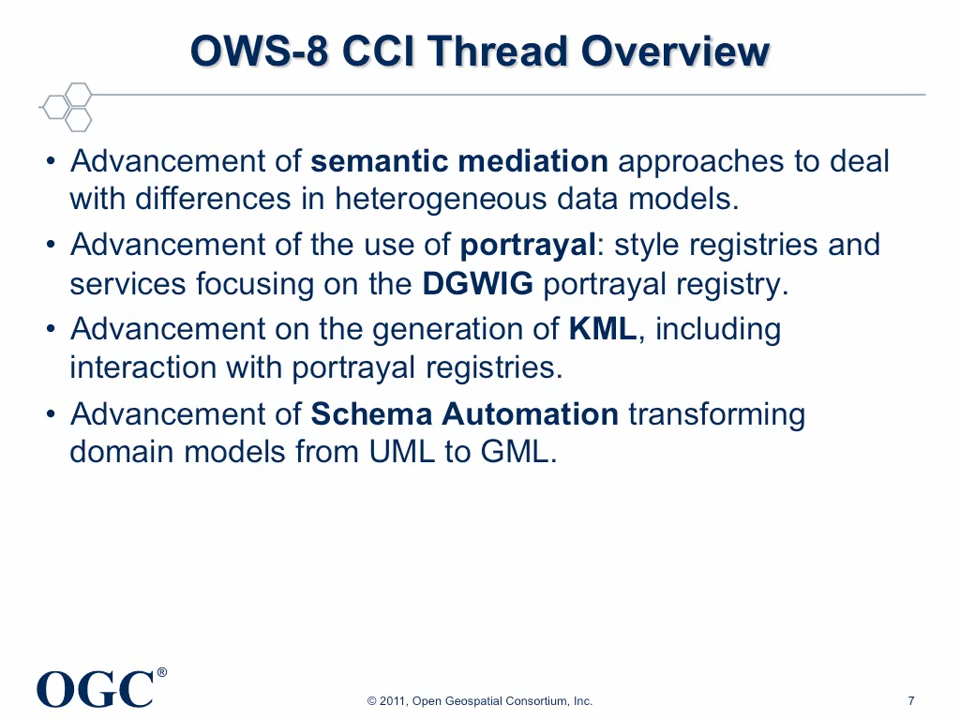 OWS-8 CCI Thread Overview
• Advancement of semantic mediation approaches to deal
with differences in heterogeneous data models.
• Advancement of the use of portrayal: style registries and
services focusing on the DGWIG portrayal registry.
• Advancement on the generation of KML, including
interaction with portrayal registries.
• Advancement of Schema Automation transforming
domain models from UML to GML.
OGC®
© 2011, Open Geospatial Consortium, Inc.
7